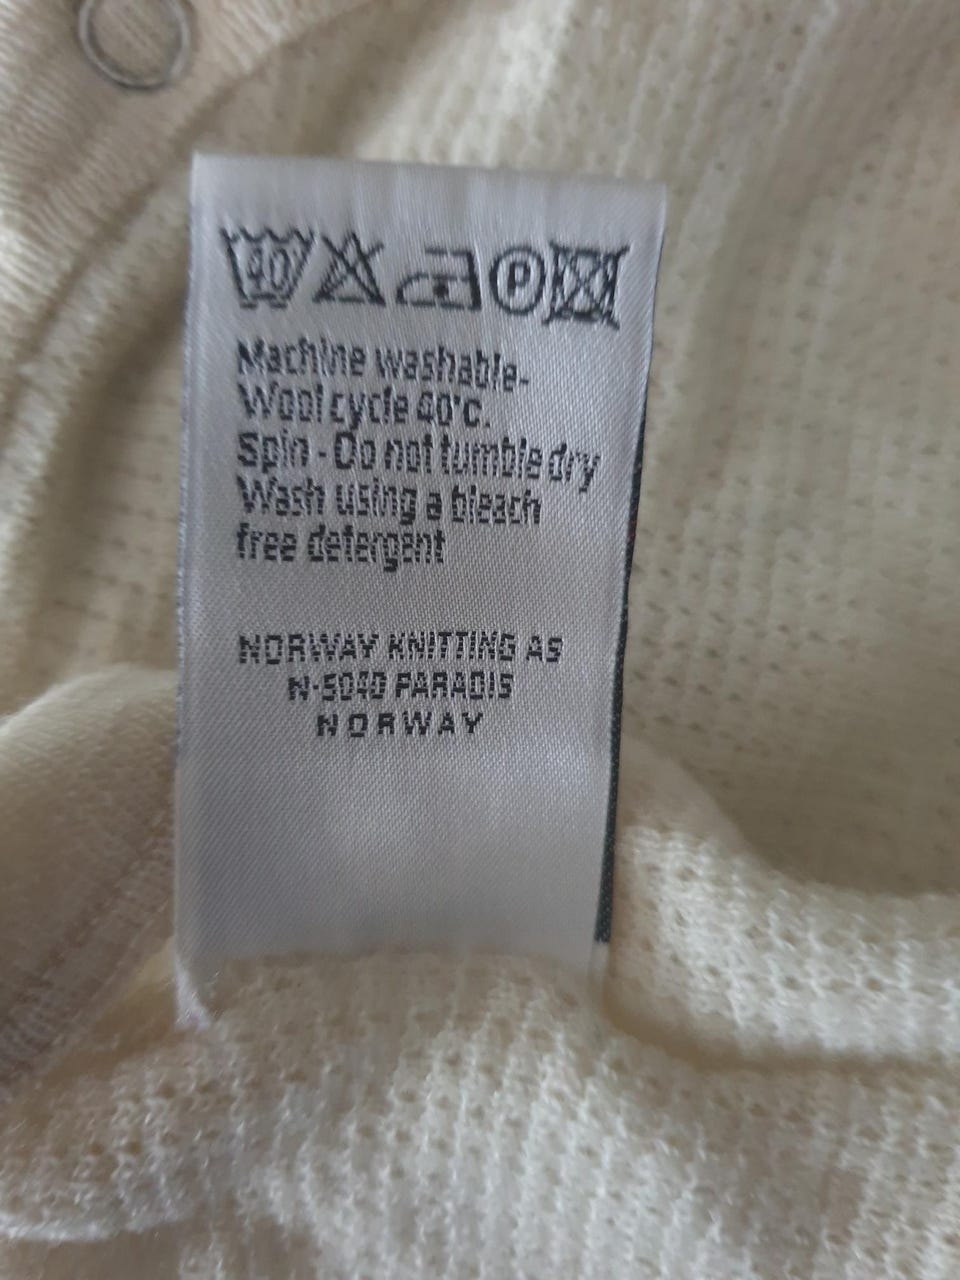 40 P
Machine washable-
Wool cycle 40°C.
Spin - Do not tumble dry
Wash using a bleach
free detergent
NORWAY KNITTING AS
N-5040 PARADIS
NORWAY